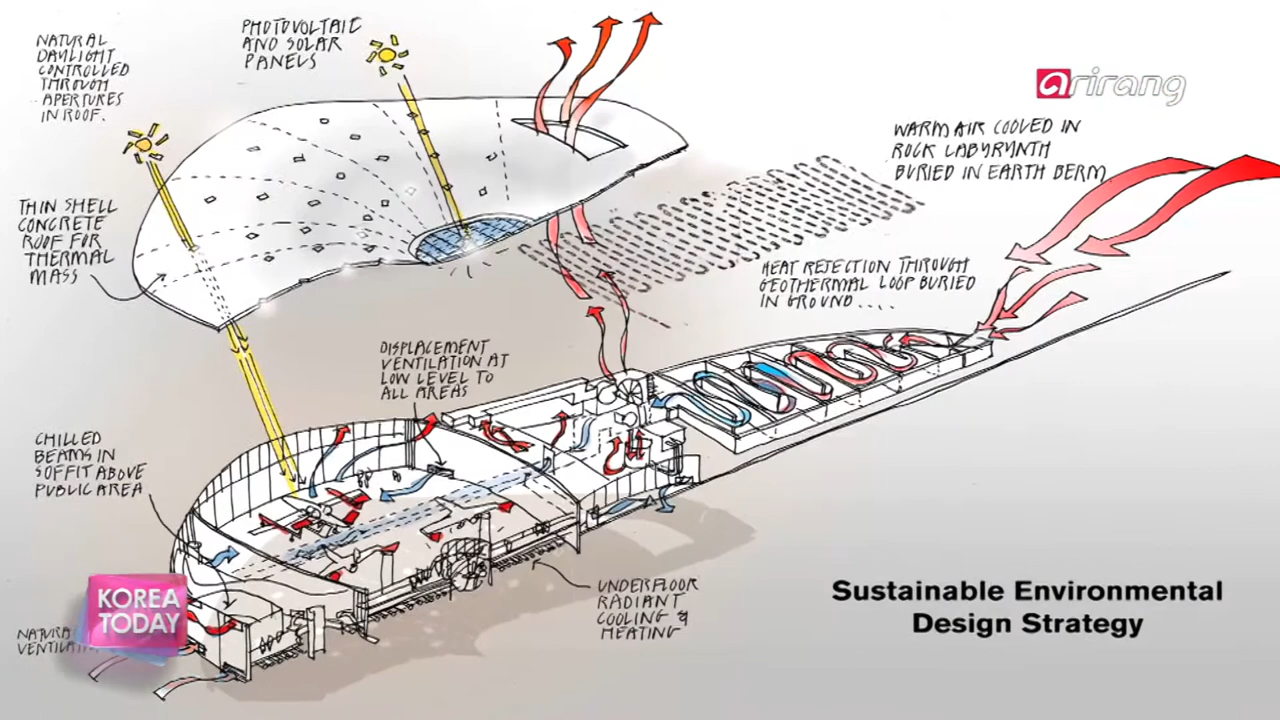 NATURAL
DAYLIGHT
CONTROLLED
THROUGH
APERTURES
IN ROOF.
PHOTOVOLTAIC
AND SOLAR
PANELS
arirang
WARM AIR COOLED IN
ROCK LABYRINTH
BURIED IN EARTH BERM
THIN SHELL
CONCRETE
ROOF FOR
THERMAL
MASS
HEAT REJECTION THROUGH
GEOTHERMAL LOOP BURIED
IN GROUND....
DISPLACEMENT
VENTILATION AT
LOW LEVEL TO
ALL AREAS
CHILLED
BEAMS IN
SOFFIT ABOVE
PUBLIC AREA
UNDERFLOOR
RADIANT
COOLING &
HEATING
Sustainable Environmental
Design Strategy
KOREA
TODAY